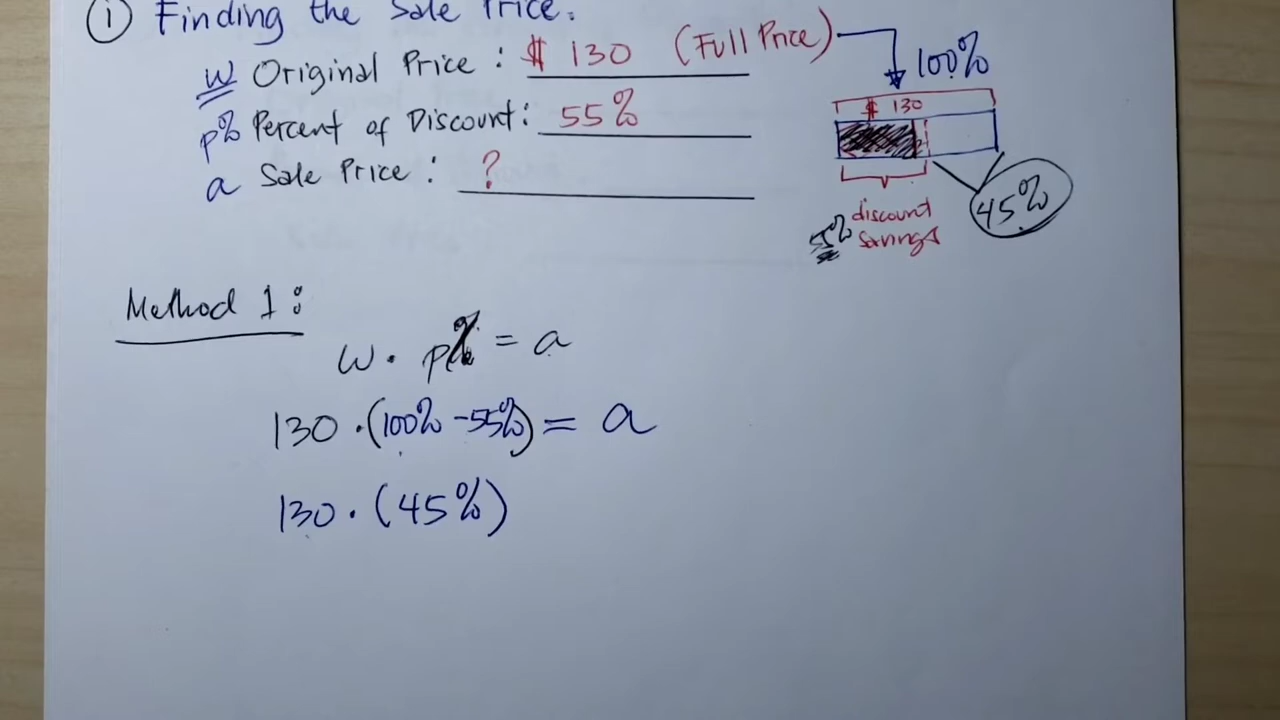 ① Finding the Sale Price.
w Original Price : $ 130 (Full Price)
100%
$ 130
p% Percent of Discount : 55%
a Sale Price : ?
45%
55% discount
savings
Method 1 :
w · p% = a
130 · (100% - 55%) = a
130 · (45%)